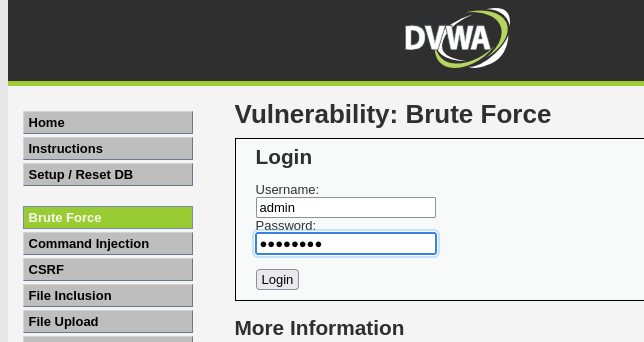 DVWA
Home
Instructions
Setup / Reset DB
Brute Force
Command Injection
CSRF
File Inclusion
File Upload
Vulnerability: Brute Force
Login
Username:
admin
Password:
●●●●●●●●
Login
More Information